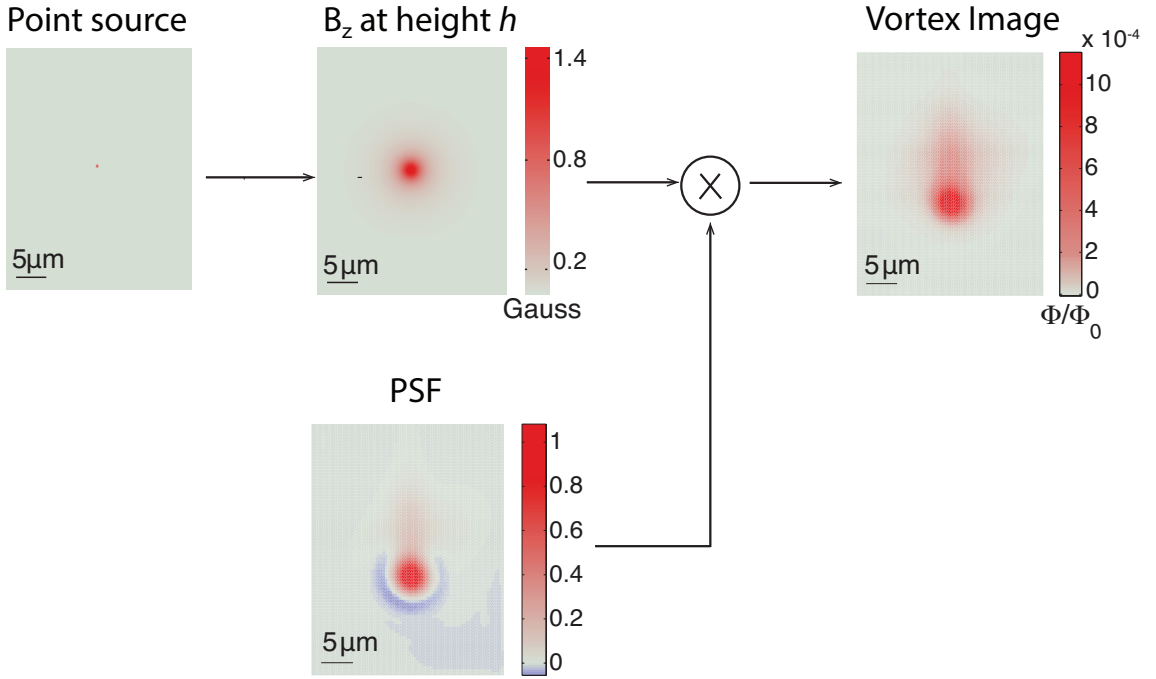 Point source
5μm
B_z at height h
1.4
0.8
0.2
Gauss
5μm
Vortex Image
x 10^-4
10
8
6
4
2
0
Φ/Φ_0
5μm
PSF
1
0.8
0.6
0.4
0.2
0
5μm